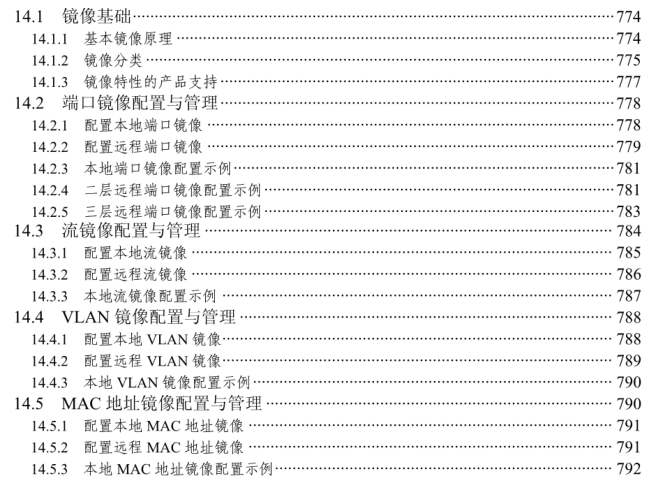 14.1 镜像基础……774
14.1.1 基本镜像原理……774
14.1.2 镜像分类……775
14.1.3 镜像特性的产品支持……777
14.2 端口镜像配置与管理……778
14.2.1 配置本地端口镜像……778
14.2.2 配置远程端口镜像……779
14.2.3 本地端口镜像配置示例……781
14.2.4 二层远程端口镜像配置示例……781
14.2.5 三层远程端口镜像配置示例……783
14.3 流镜像配置与管理……784
14.3.1 配置本地流镜像……785
14.3.2 配置远程流镜像……786
14.3.3 本地流镜像配置示例……787
14.4 VLAN 镜像配置与管理……788
14.4.1 配置本地 VLAN 镜像……788
14.4.2 配置远程 VLAN 镜像……789
14.4.3 本地 VLAN 镜像配置示例……790
14.5 MAC 地址镜像配置与管理……790
14.5.1 配置本地 MAC 地址镜像……791
14.5.2 配置远程 MAC 地址镜像……791
14.5.3 本地 MAC 地址镜像配置示例……792